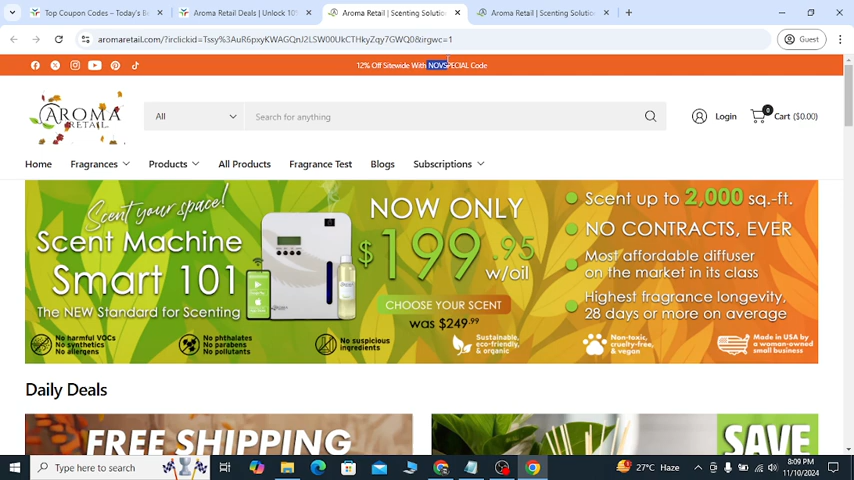 Top Coupon Codes – Today's Be
Aroma Retail Deals | Unlock 10%
Aroma Retail | Scenting Solution
Aroma Retail | Scenting Solution
aromaretail.com/?irclickid=Tssy%3AuR6pxyKWAGQnJ2LSW00UkCTHkyZqy7GWQ0&irgwc=1
Guest
12% Off Sitewide With NOVSPECIAL Code
AROMA
RETAIL
All
Search for anything
Login
0
Cart ($0.00)
Home
Fragrances
Products
All Products
Fragrance Test
Blogs
Subscriptions
Scent your space!
Scent Machine
Smart 101
The NEW Standard for Scenting
No harmful VOCs
No synthetics
No allergens
No phthalates
No parabens
No pollutants
No suspicious
ingredients
NOW ONLY
$199.95
w/oil
CHOOSE YOUR SCENT
was $249.99
Sustainable,
eco-friendly,
& organic
Scent up to 2,000 sq.-ft.
NO CONTRACTS, EVER
Most affordable diffuser
on the market in its class
Highest fragrance longevity,
28 days or more on average
Non-toxic,
cruelty-free,
& vegan
Made in USA by
a woman-owned
small business
Daily Deals
FREE SHIPPING
SAVE
Type here to search
27°C Haze
8:09 PM
11/10/2024